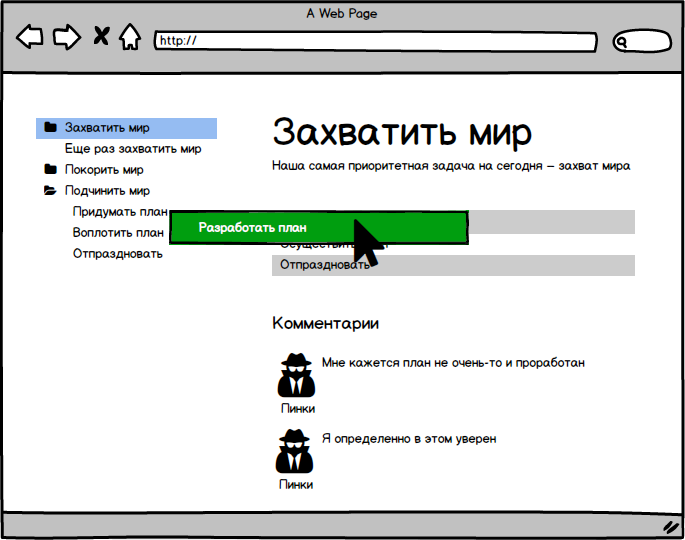 A Web Page
http://
Захватить мир
Еще раз захватить мир
Покорить мир
Подчинить мир
Придумать план
Воплотить план
Отпраздновать
Захватить мир
Наша самая приоритетная задача на сегодня – захват мира
Разработать план
Осуществить
Отпраздновать
Комментарии
Мне кажется план не очень-то и проработан
Пинки
Я определенно в этом уверен
Пинки